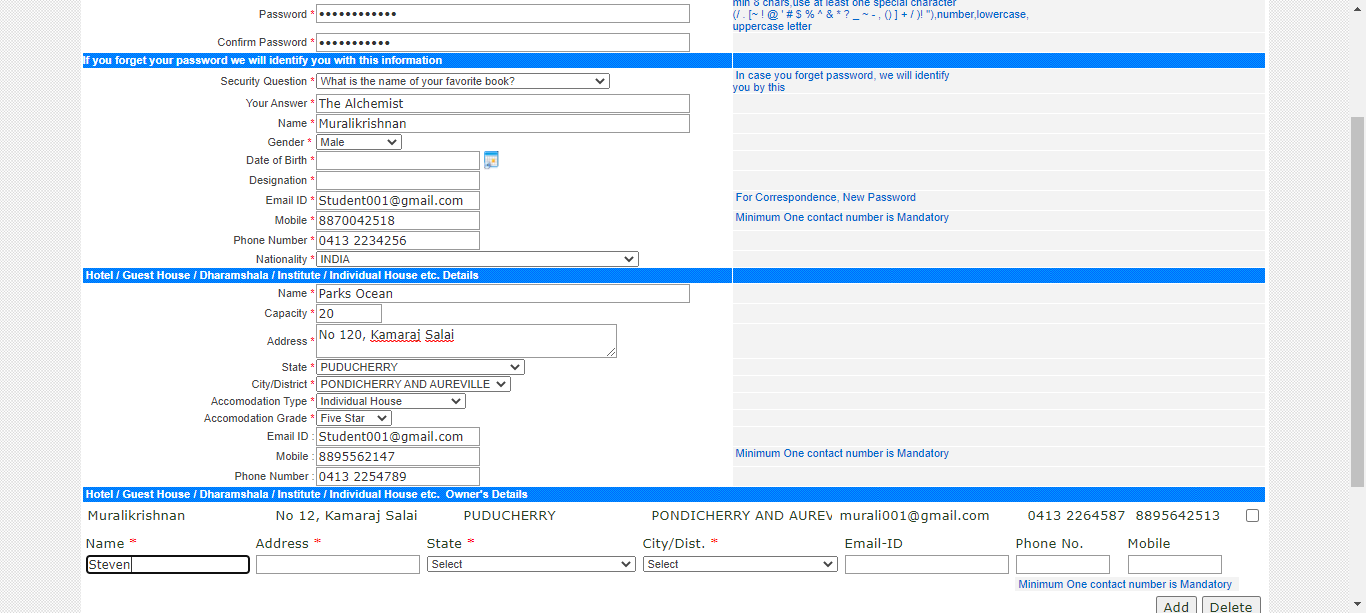 min 8 chars,use at least one special character
Password * ••••••••••••
(/ . [~ ! @ ' # $ % ^ & * ? _ ~ - , () ] + / )! "),number,lowercase,
uppercase letter
Confirm Password * •••••••••••
If you forget your password we will identify you with this information
Security Question * What is the name of your favorite book?
In case you forget password, we will identify
you by this
Your Answer * The Alchemist
Name * Muralikrishnan
Gender * Male
Date of Birth *
Designation *
Email ID * Student001@gmail.com For Correspondence, New Password
Mobile * 8870042518 Minimum One contact number is Mandatory
Phone Number * 0413 2234256
Nationality * INDIA
Hotel / Guest House / Dharamshala / Institute / Individual House etc. Details
Name * Parks Ocean
Capacity * 20
Address * No 120, Kamaraj Salai
State * PUDUCHERRY
City/District * PONDICHERRY AND AUREVILLE
Accomodation Type * Individual House
Accomodation Grade * Five Star
Email ID : Student001@gmail.com
Mobile : 8895562147 Minimum One contact number is Mandatory
Phone Number : 0413 2254789
Hotel / Guest House / Dharamshala / Institute / Individual House etc. Owner's Details
Muralikrishnan No 12, Kamaraj Salai PUDUCHERRY PONDICHERRY AND AUREV murali001@gmail.com 0413 2264587 8895642513
Name * Address * State * City/Dist. * Email-ID Phone No. Mobile
Steven Select Select
Minimum One contact number is Mandatory
Add Delete